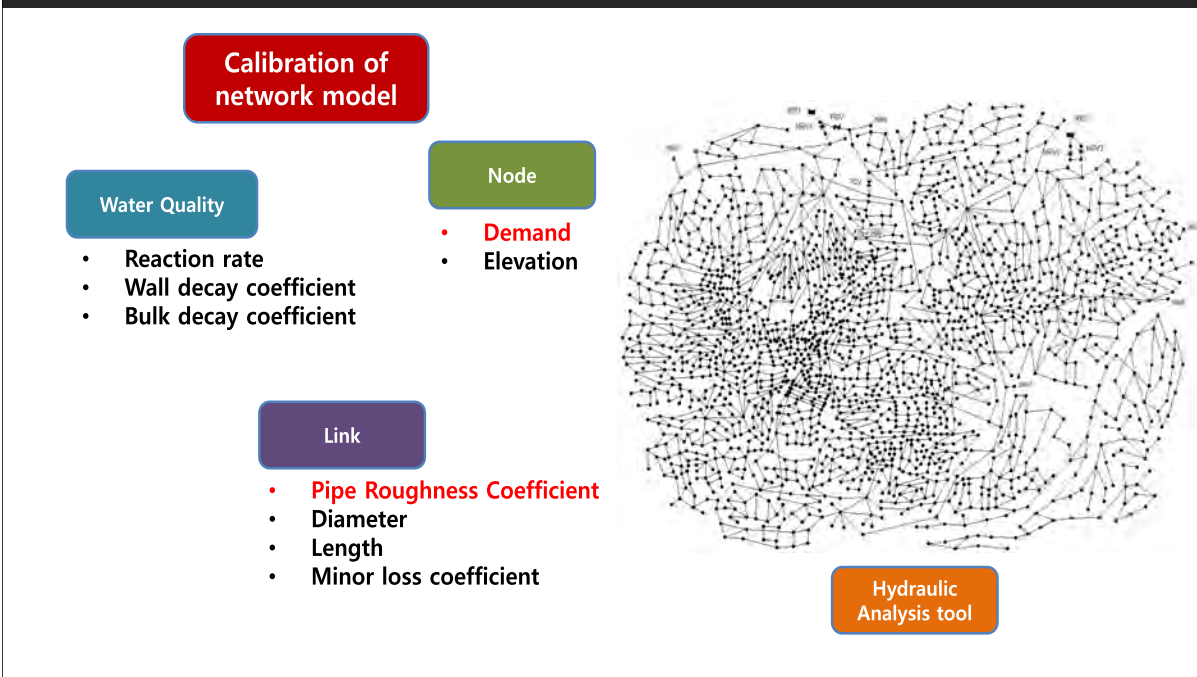 Calibration of
network model
Water Quality
• Reaction rate
• Wall decay coefficient
• Bulk decay coefficient
Node
• Demand
• Elevation
Link
• Pipe Roughness Coefficient
• Diameter
• Length
• Minor loss coefficient
PRV
Hydraulic
Analysis tool